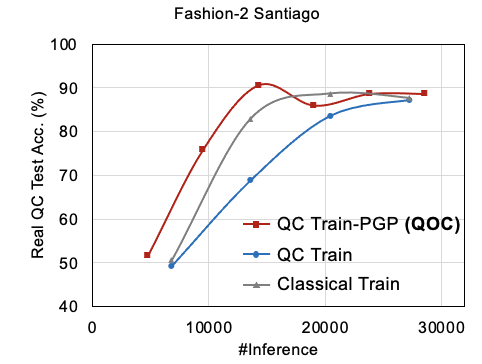 Fashion-2 Santiago
Real QC Test Acc. (%)
100
90
80
70
60
50
40
QC Train-PGP (QOC)
QC Train
Classical Train
0
10000
20000
30000
#Inference